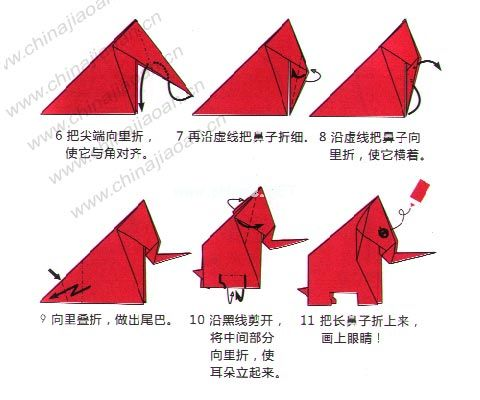 www.chinajiaoan.cn
www.chinajiaoan.cn
www.chinajiaoan.cn
6 把尖端向里折，
使它与角对齐。
7 再沿虚线把鼻子折细。
8 沿虚线把鼻子向
里折，使它横着。
9 向里叠折，做出尾巴。
10 沿黑线剪开，
将中间部分
向里折，使
耳朵立起来。
11 把长鼻子折上来，
画上眼睛！